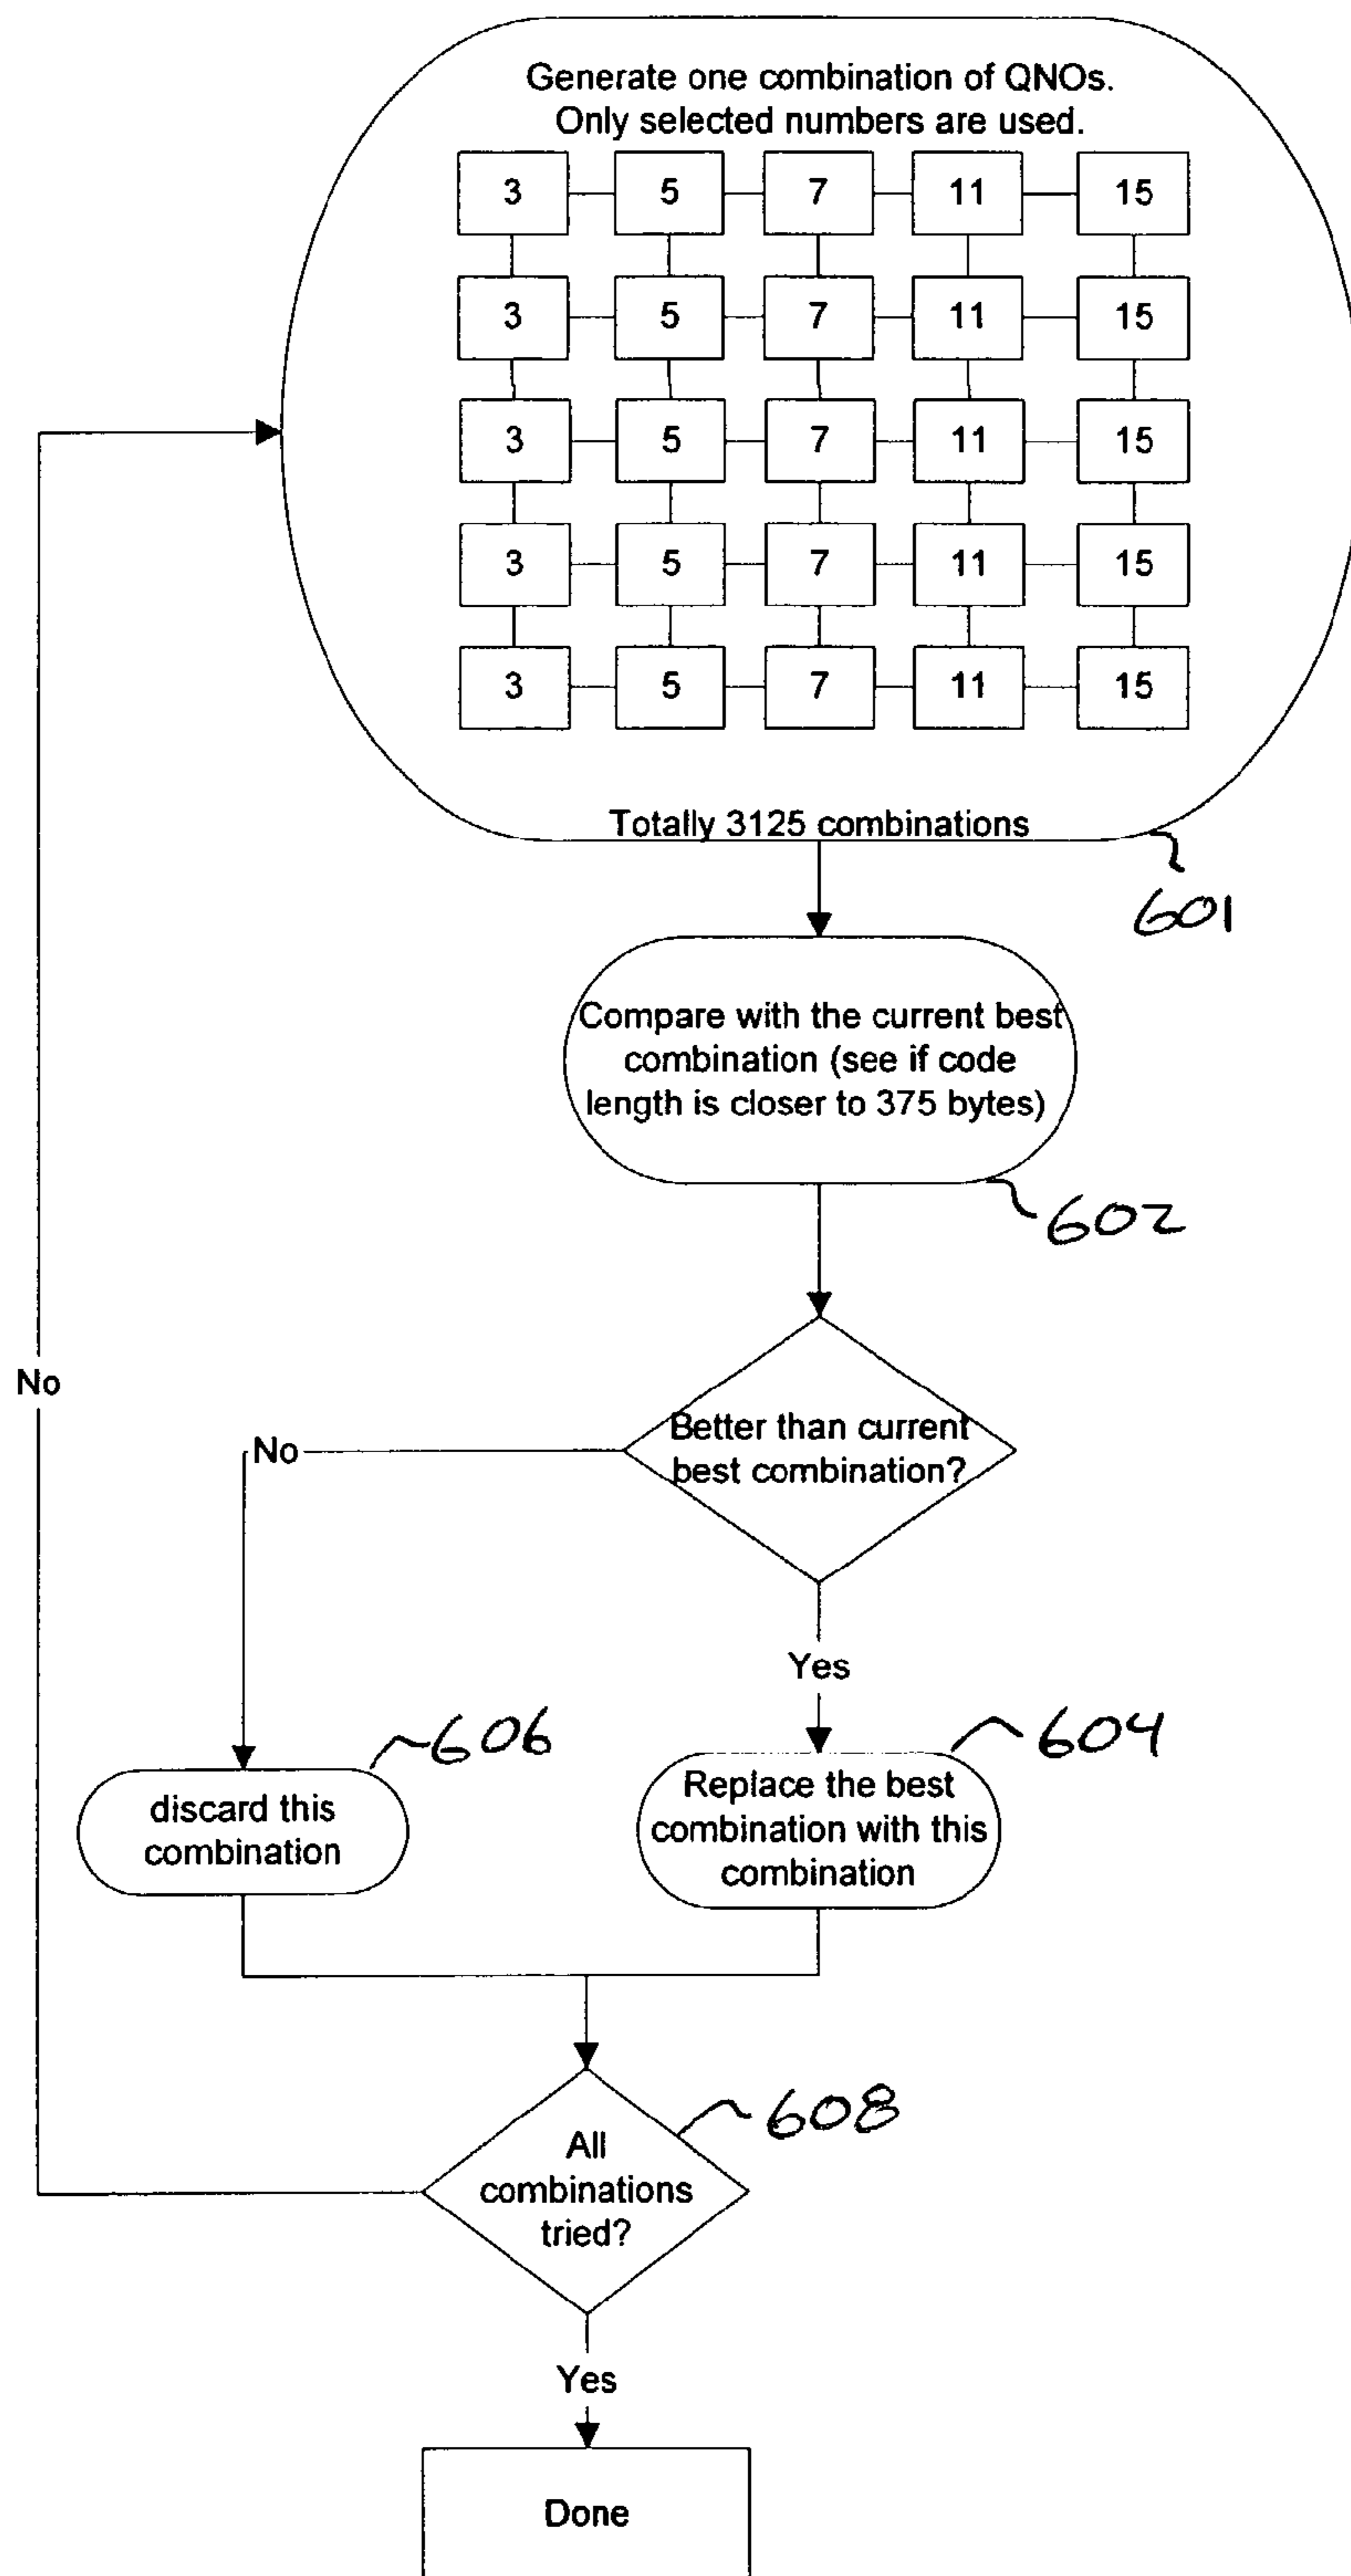 Generate one combination of QNOs.
Only selected numbers are used.
3 5 7 11 15
3 5 7 11 15
3 5 7 11 15
3 5 7 11 15
3 5 7 11 15
Totally 3125 combinations
601
Compare with the current best
combination (see if code
length is closer to 375 bytes)
602
No
Better than current
best combination?
No
Yes
606
604
discard this
combination
Replace the best
combination with this
combination
608
All
combinations
tried?
Yes
Done